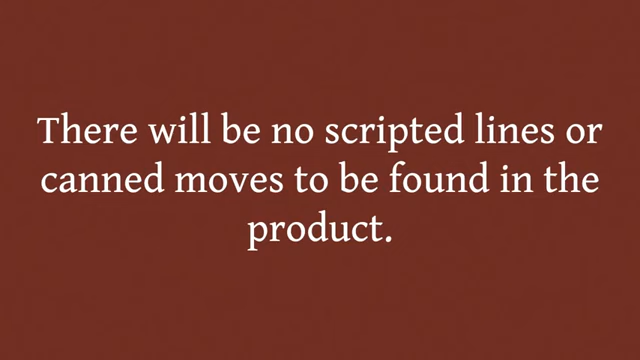 There will be no scripted lines or
canned moves to be found in the
product.